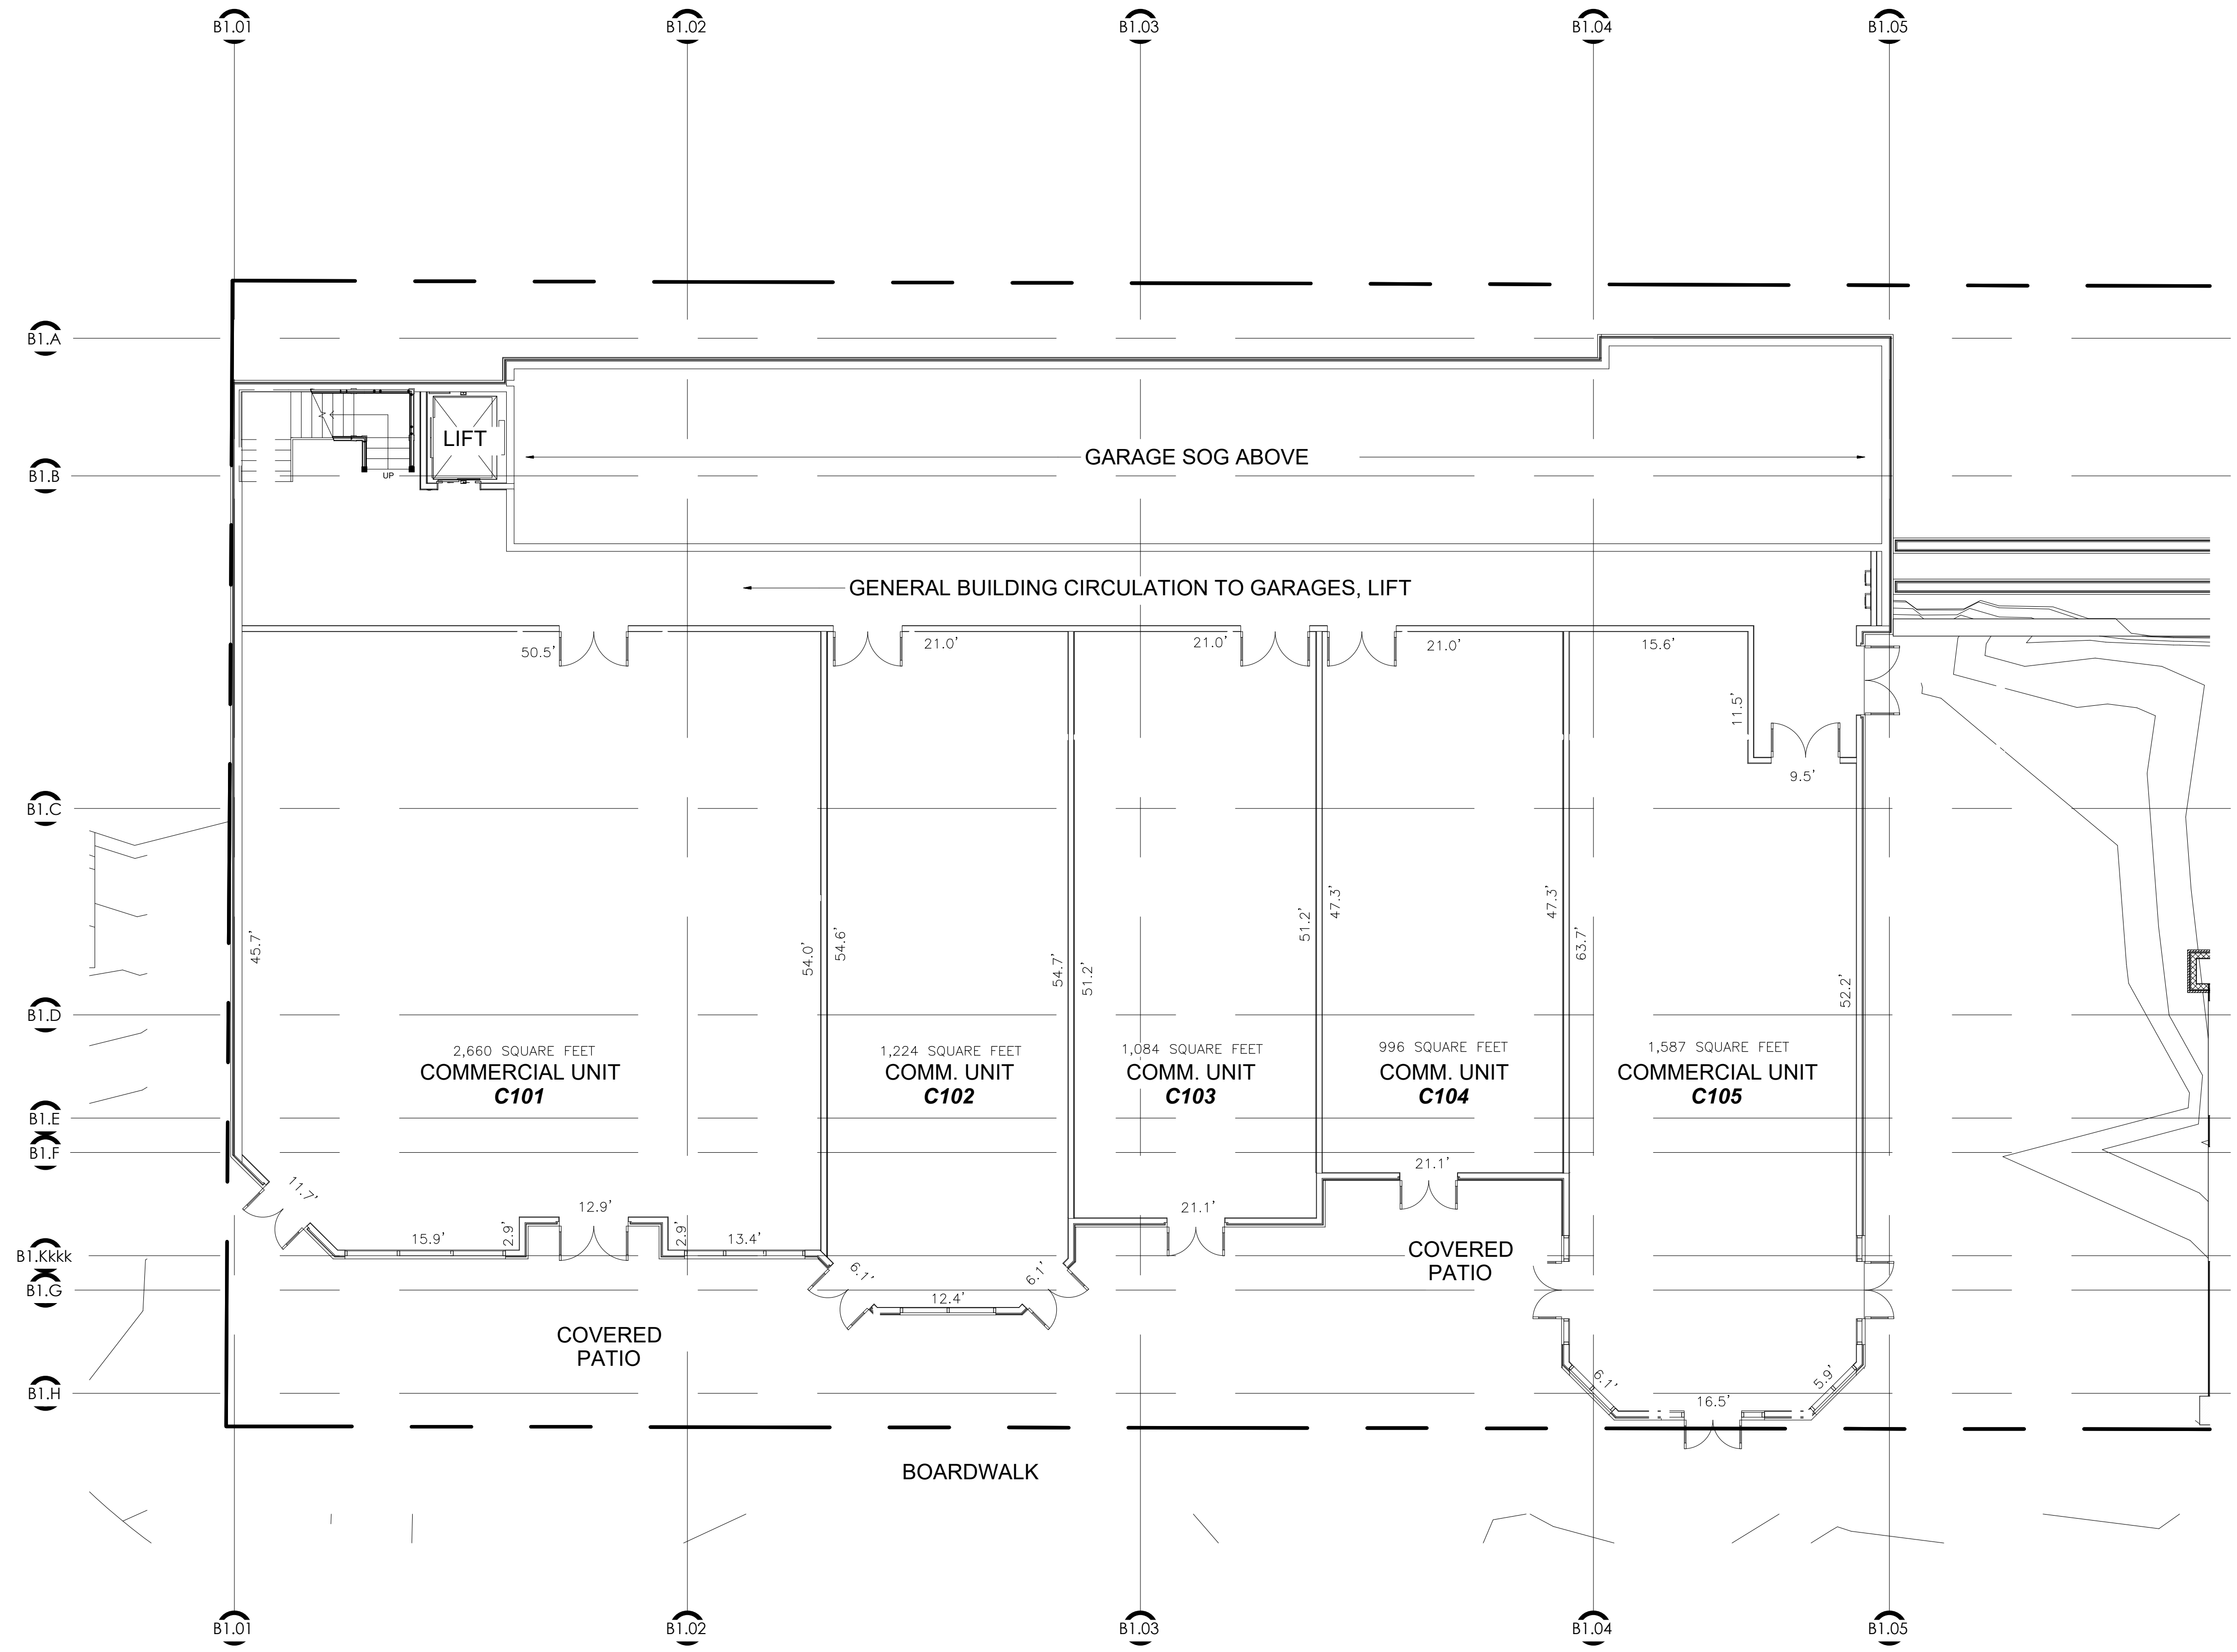 B1.01
B1.02
B1.03
B1.04
B1.05
B1.A
LIFT
GARAGE SOG ABOVE
B1.B
UP
GENERAL BUILDING CIRCULATION TO GARAGES, LIFT
50.5'
21.0'
21.0'
21.0'
15.6'
11.5'
9.5'
B1.C
45.7'
54.0'
54.6'
54.7'
51.2'
51.2'
47.3'
47.3'
63.7'
52.2'
B1.D
2,660 SQUARE FEET
COMMERCIAL UNIT
C101
1,224 SQUARE FEET
COMM. UNIT
C102
1,084 SQUARE FEET
COMM. UNIT
C103
996 SQUARE FEET
COMM. UNIT
C104
1,587 SQUARE FEET
COMMERCIAL UNIT
C105
B1.E
B1.F
11.7'
15.9'
2.9'
12.9'
2.9'
13.4'
21.1'
21.1'
B1.Kkkk
B1.G
6.1'
12.4'
6.1'
COVERED
PATIO
COVERED
PATIO
B1.H
6.1'
16.5'
5.9'
BOARDWALK
B1.01
B1.02
B1.03
B1.04
B1.05